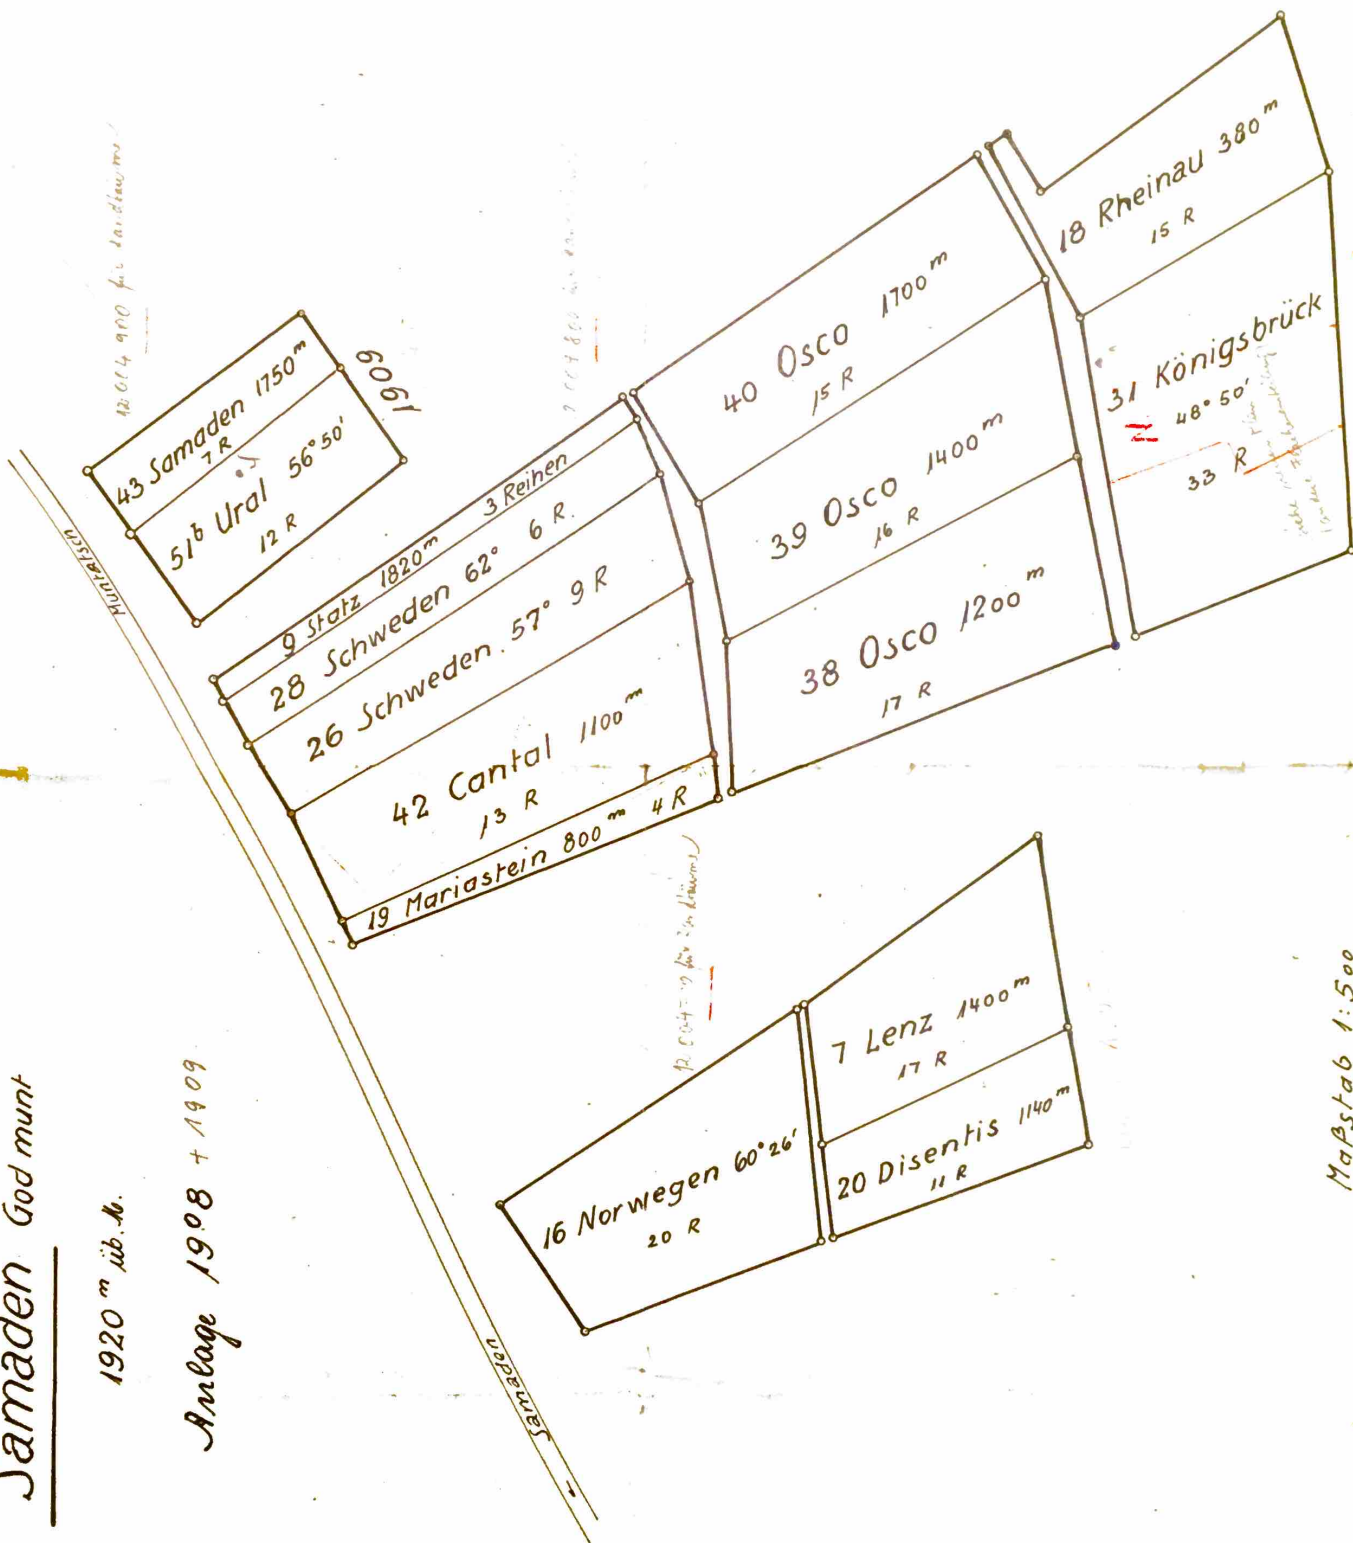 Samaden God munt
1920 m üb. M.
Anlage 1908 + 1909
Muntatsch
Samaden
43 Samaden 1750 m
7 R
51b Ural 56° 50'
12 R
1909
9 Statz 1820 m 3 Reihen
28 Schweden 62° 6 R.
26 Schweden. 57° 9 R
42 Cantal 1100 m
13 R
19 Mariastein 800 m 4 R
40 Osco 1700 m
15 R
39 Osco 1400 m
16 R
38 Osco 1200 m
17 R
18 Rheinau 380 m
15 R
31 Königsbrück
48° 50'
33 R
16 Norwegen 60° 26'
20 R
7 Lenz 1400 m
17 R
20 Disentis 1140 m
11 R
Maßstab 1:500